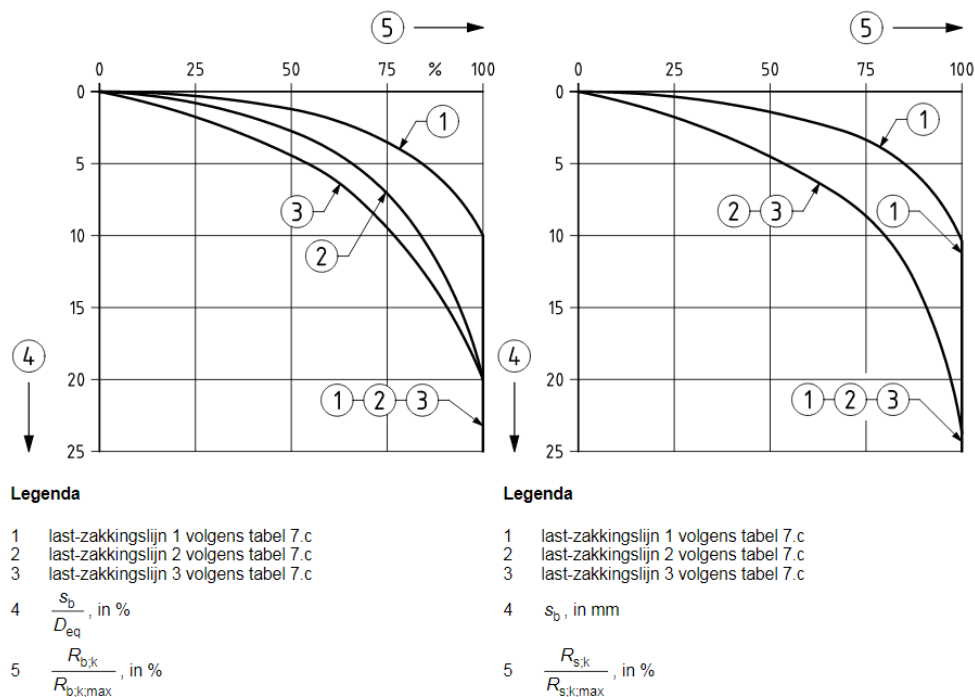 5
0 25 50 75 % 100
0
5
10
15
20
25
1
3
2
4
1 2 3
5
0 25 50 75 100
0
5
10
15
20
25
1
2 3
1
4
1 2 3
Legenda
1 last-zakkingslijn 1 volgens tabel 7.c
2 last-zakkingslijn 2 volgens tabel 7.c
3 last-zakkingslijn 3 volgens tabel 7.c
4 s_b / D_eq , in %
5 R_b;k / R_b;k;max , in %
Legenda
1 last-zakkingslijn 1 volgens tabel 7.c
2 last-zakkingslijn 2 volgens tabel 7.c
3 last-zakkingslijn 3 volgens tabel 7.c
4 s_b , in mm
5 R_s;k / R_s;k;max , in %